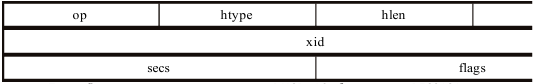 op htype hlen
xid
secs flags